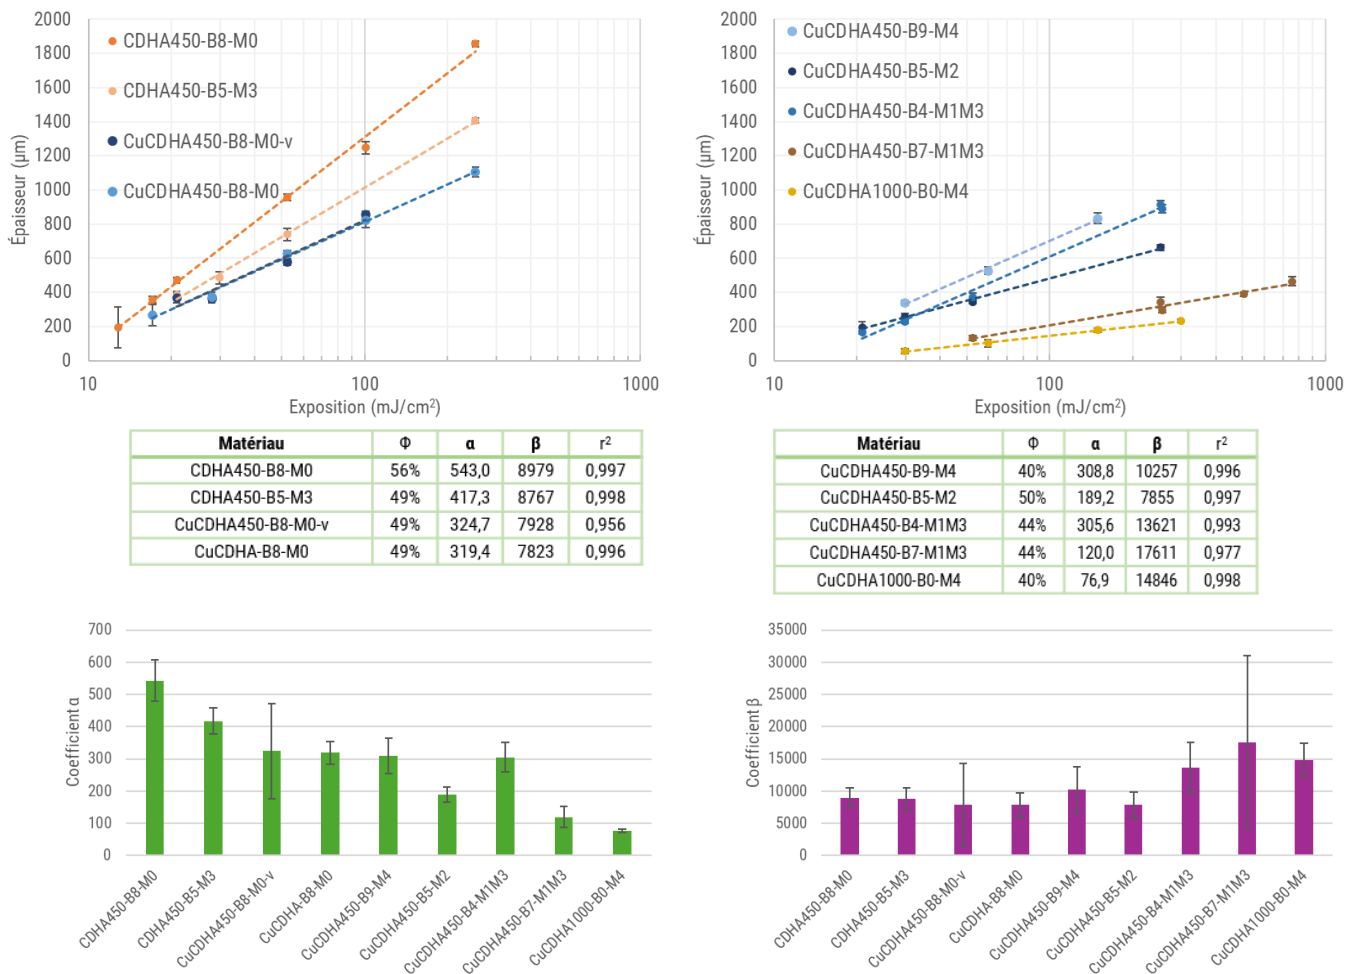 2000
1800
1600
1400
1200
1000
800
600
400
200
0
Épaisseur (µm)
CDHA450-B8-M0
CDHA450-B5-M3
CuCDHA450-B8-M0-v
CuCDHA450-B8-M0
10
100
1000
Exposition (mJ/cm²)
2000
1800
1600
1400
1200
1000
800
600
400
200
0
Épaisseur (µm)
CuCDHA450-B9-M4
CuCDHA450-B5-M2
CuCDHA450-B4-M1M3
CuCDHA450-B7-M1M3
CuCDHA1000-B0-M4
10
100
1000
Exposition (mJ/cm²)
Matériau Φ α β r²
CDHA450-B8-M0 56% 543,0 8979 0,997
CDHA450-B5-M3 49% 417,3 8767 0,998
CuCDHA450-B8-M0-v 49% 324,7 7928 0,956
CuCDHA-B8-M0 49% 319,4 7823 0,996
Matériau Φ α β r²
CuCDHA450-B9-M4 40% 308,8 10257 0,996
CuCDHA450-B5-M2 50% 189,2 7855 0,997
CuCDHA450-B4-M1M3 44% 305,6 13621 0,993
CuCDHA450-B7-M1M3 44% 120,0 17611 0,977
CuCDHA1000-B0-M4 40% 76,9 14846 0,998
700
600
500
400
300
200
100
0
Coefficient α
CDHA450-B8-M0
CDHA450-B5-M3
CuCDHA450-B8-M0-v
CuCDHA-B8-M0
CuCDHA450-B9-M4
CuCDHA450-B5-M2
CuCDHA450-B4-M1M3
CuCDHA450-B7-M1M3
CuCDHA1000-B0-M4
35000
30000
25000
20000
15000
10000
5000
0
Coefficient β
CDHA450-B8-M0
CDHA450-B5-M3
CuCDHA450-B8-M0-v
CuCDHA-B8-M0
CuCDHA450-B9-M4
CuCDHA450-B5-M2
CuCDHA450-B4-M1M3
CuCDHA450-B7-M1M3
CuCDHA1000-B0-M4